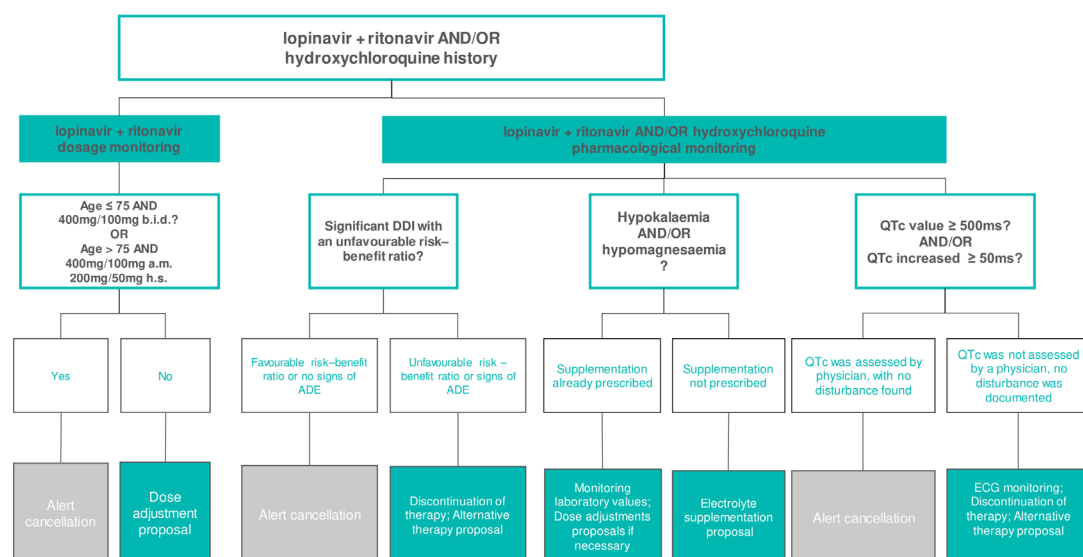 lopinavir + ritonavir AND/OR
hydroxychloroquine history
lopinavir + ritonavir
dosage monitoring
lopinavir + ritonavir AND/OR hydroxychloroquine
pharmacological monitoring
Age ≤ 75 AND
400mg/100mg b.i.d.?
OR
Age > 75 AND
400mg/100mg a.m.
200mg/50mg h.s.
Significant DDI with
an unfavourable risk–
benefit ratio?
Hypokalaemia
AND/OR
hypomagnesaemia
?
QTc value ≥ 500ms?
AND/OR
QTc increased ≥ 50ms?
Yes
No
Favourable risk–benefit
ratio or no signs of
ADE
Unfavourable risk –
benefit ratio or signs of
ADE
Supplementation
already prescribed
Supplementation
not prescribed
QTc was assessed by
physician, with no
disturbance found
QTc was not assessed
by a physician, no
disturbance was
documented
Alert
cancellation
Dose
adjustment
proposal
Alert cancellation
Discontinuation of
therapy; Alternative
therapy proposal
Monitoring
laboratory values;
Dose adjustments
proposals if
necessary
Electrolyte
supplementation
proposal
Alert cancellation
ECG monitoring;
Discontinuation of
therapy; Alternative
therapy proposal